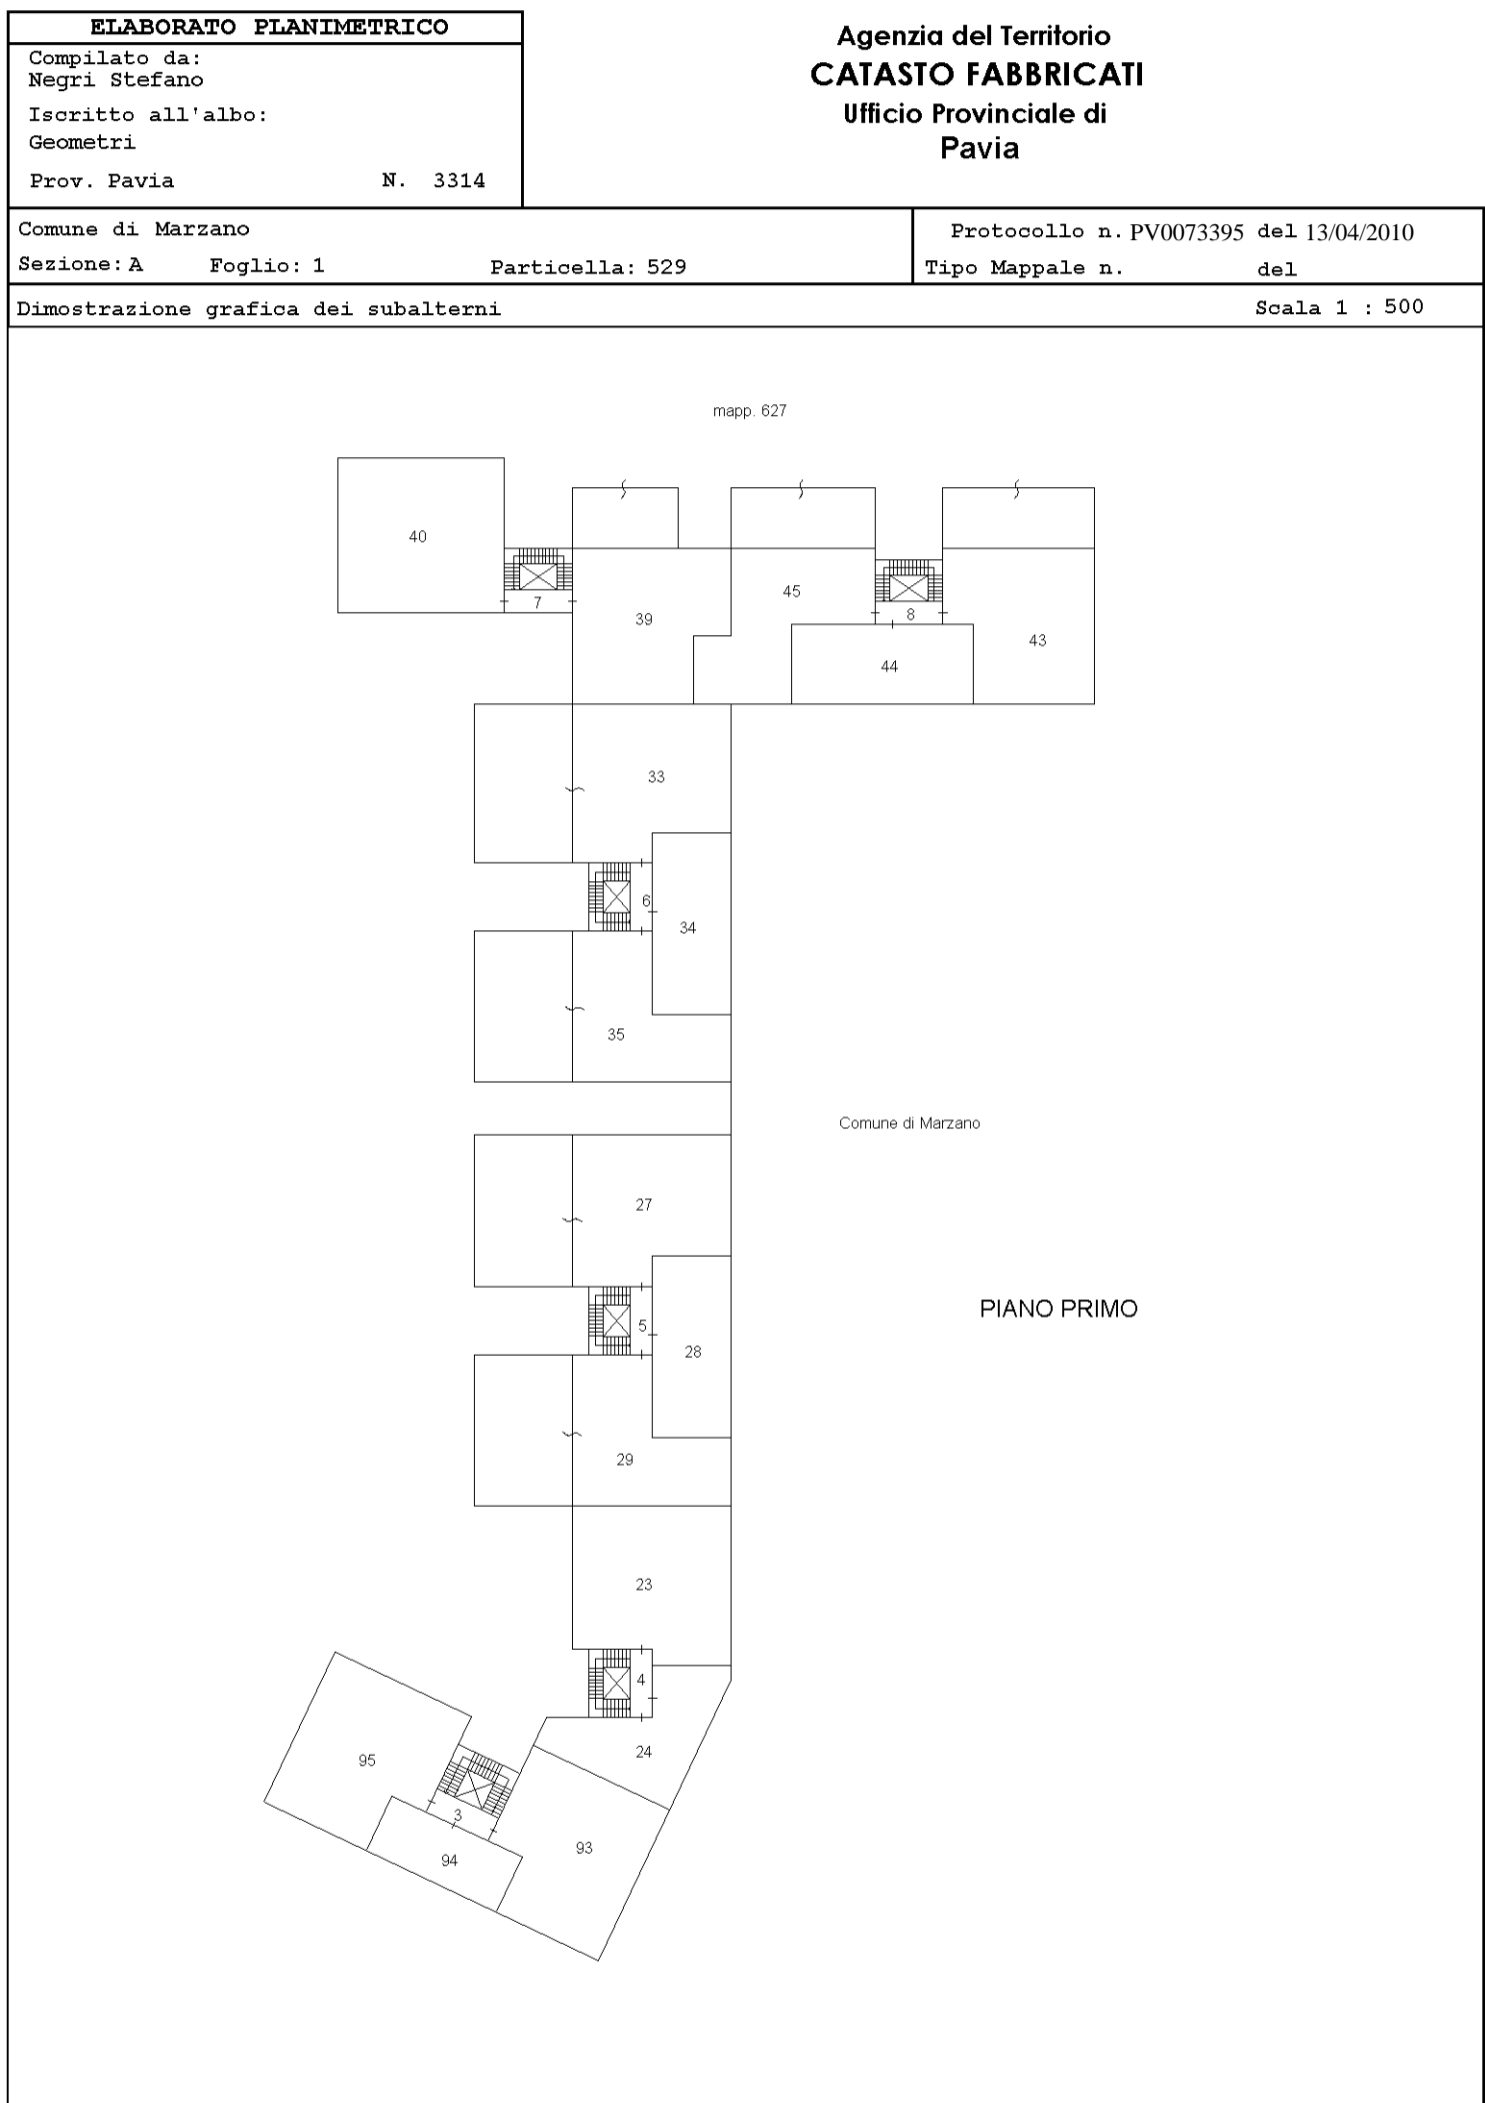 ELABORATO PLANIMETRICO
Compilato da:
Negri Stefano
Iscritto all'albo:
Geometri
Prov. Pavia N. 3314
Agenzia del Territorio
CATASTO FABBRICATI
Ufficio Provinciale di
Pavia
Comune di Marzano
Sezione: A Foglio: 1 Particella: 529
Protocollo n. PV0073395 del 13/04/2010
Tipo Mappale n. del
Dimostrazione grafica dei subalterni Scala 1 : 500
mapp. 627
40
7
39
45
8
43
44
33
6
34
35
Comune di Marzano
27
PIANO PRIMO
5
28
29
23
4
24
95
3
93
94